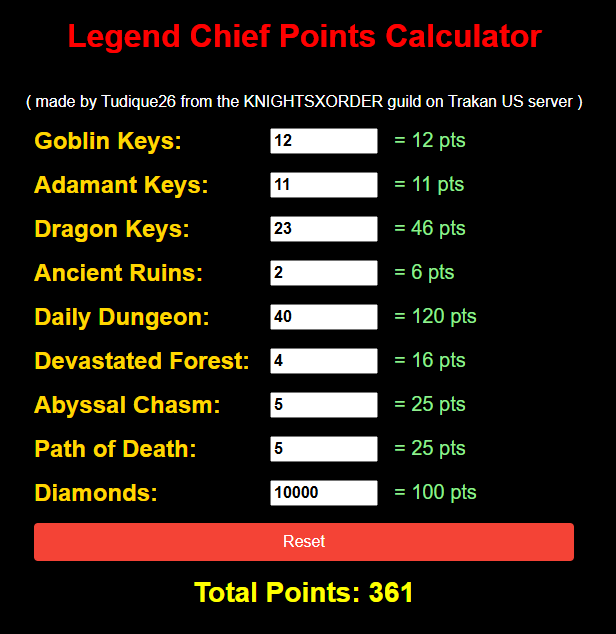 Legend Chief Points Calculator
( made by Tudique26 from the KNIGHTSXORDER guild on Trakan US server )
Goblin Keys: 12 = 12 pts
Adamant Keys: 11 = 11 pts
Dragon Keys: 23 = 46 pts
Ancient Ruins: 2 = 6 pts
Daily Dungeon: 40 = 120 pts
Devastated Forest: 4 = 16 pts
Abyssal Chasm: 5 = 25 pts
Path of Death: 5 = 25 pts
Diamonds: 10000 = 100 pts
Reset
Total Points: 361